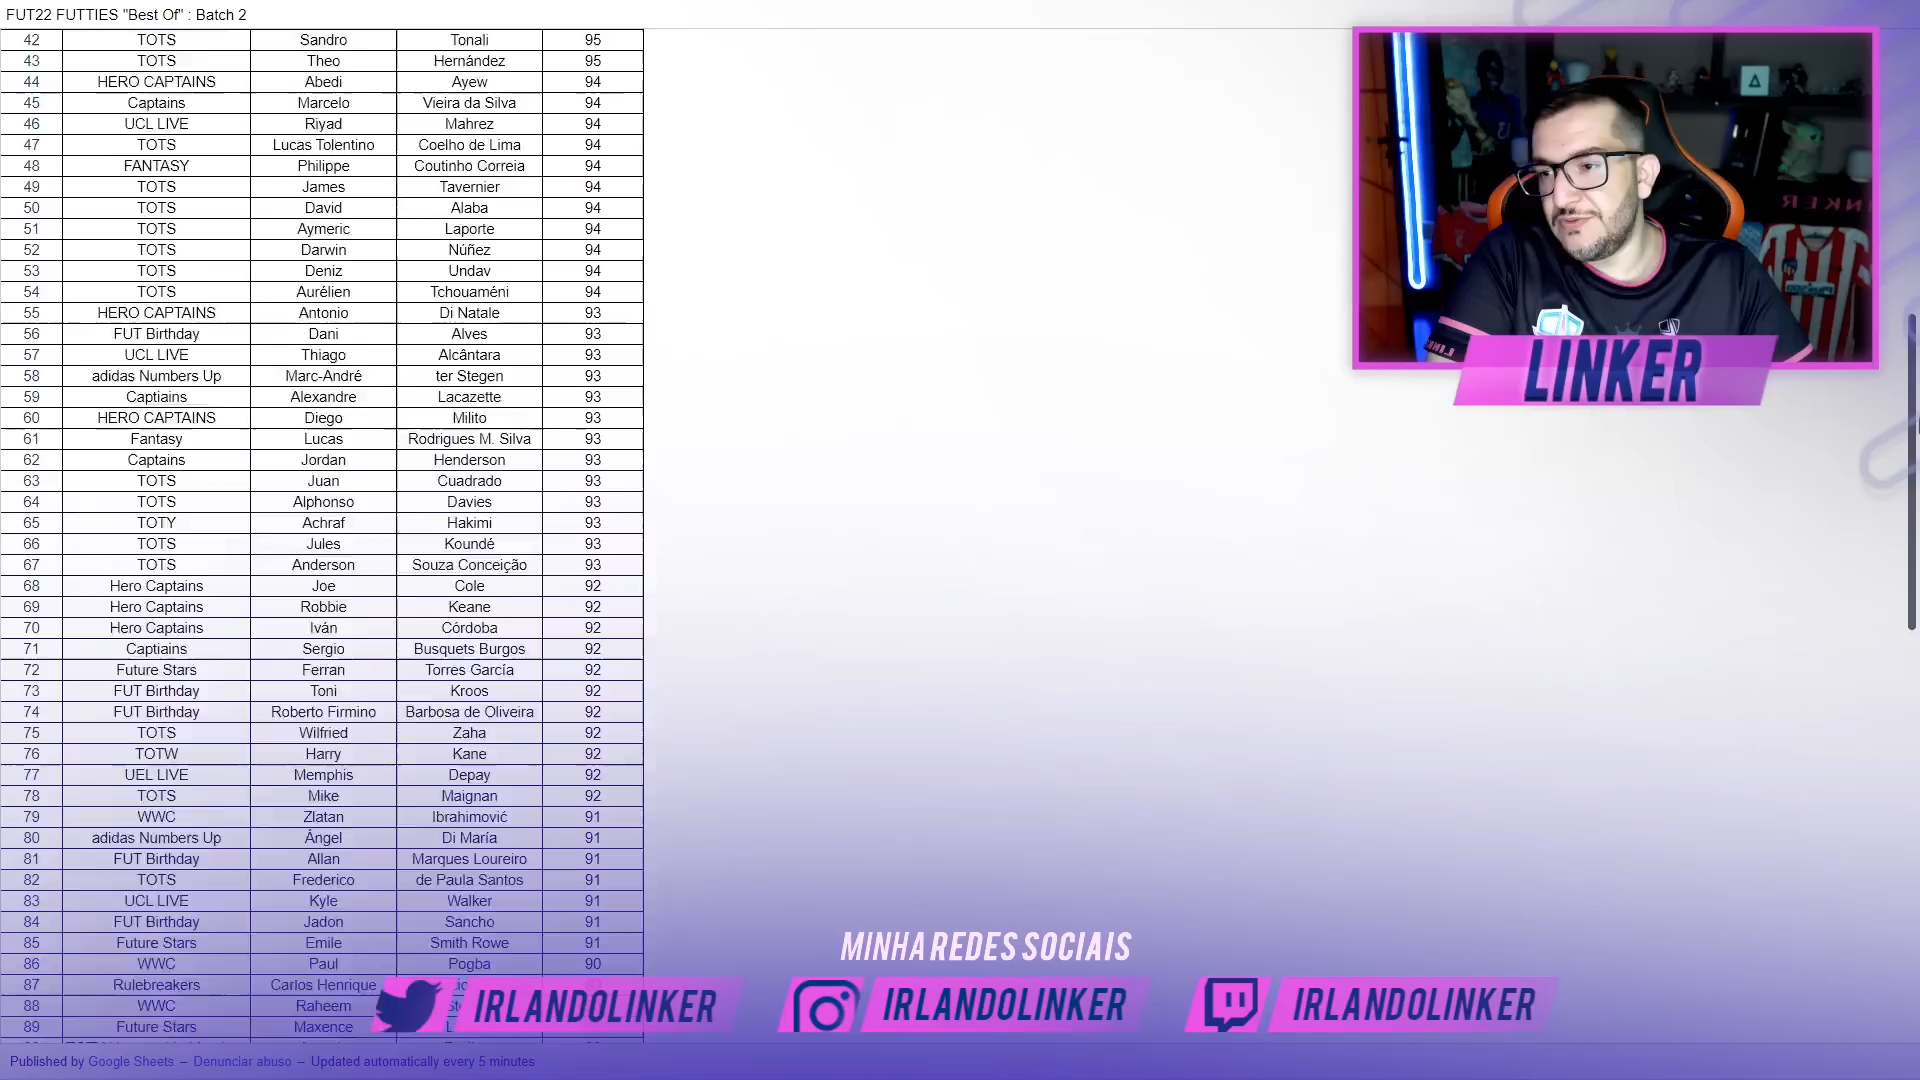 FUT22 FUTTIES "Best Of" : Batch 2
42 TOTS Sandro Tonali 95
43 TOTS Theo Hernández 95
44 HERO CAPTAINS Abedi Ayew 94
45 Captains Marcelo Vieira da Silva 94
46 UCL LIVE Riyad Mahrez 94
47 TOTS Lucas Tolentino Coelho de Lima 94
48 FANTASY Philippe Coutinho Correia 94
49 TOTS James Tavernier 94
50 TOTS David Alaba 94
51 TOTS Aymeric Laporte 94
52 TOTS Darwin Núñez 94
53 TOTS Deniz Undav 94
54 TOTS Aurélien Tchouaméni 94
55 HERO CAPTAINS Antonio Di Natale 93
56 FUT Birthday Dani Alves 93
57 UCL LIVE Thiago Alcântara 93
58 adidas Numbers Up Marc-André ter Stegen 93
59 Captiains Alexandre Lacazette 93
60 HERO CAPTAINS Diego Milito 93
61 Fantasy Lucas Rodrigues M. Silva 93
62 Captains Jordan Henderson 93
63 TOTS Juan Cuadrado 93
64 TOTS Alphonso Davies 93
65 TOTY Achraf Hakimi 93
66 TOTS Jules Koundé 93
67 TOTS Anderson Souza Conceição 93
68 Hero Captains Joe Cole 92
69 Hero Captains Robbie Keane 92
70 Hero Captains Iván Córdoba 92
71 Captiains Sergio Busquets Burgos 92
72 Future Stars Ferran Torres García 92
73 FUT Birthday Toni Kroos 92
74 FUT Birthday Roberto Firmino Barbosa de Oliveira 92
75 TOTS Wilfried Zaha 92
76 TOTW Harry Kane 92
77 UEL LIVE Memphis Depay 92
78 TOTS Mike Maignan 92
79 WWC Zlatan Ibrahimović 91
80 adidas Numbers Up Ángel Di María 91
81 FUT Birthday Allan Marques Loureiro 91
82 TOTS Frederico de Paula Santos 91
83 UCL LIVE Kyle Walker 91
84 FUT Birthday Jadon Sancho 91
85 Future Stars Emile Smith Rowe 91
86 WWC Paul Pogba 90
87 Rulebreakers Carlos Henrique
88 WWC Raheem
89 Future Stars Maxence
LINKER
MINHA REDES SOCIAIS
IRLANDOLINKER IRLANDOLINKER IRLANDOLINKER
Published by Google Sheets – Denunciar abuso – Updated automatically every 5 minutes